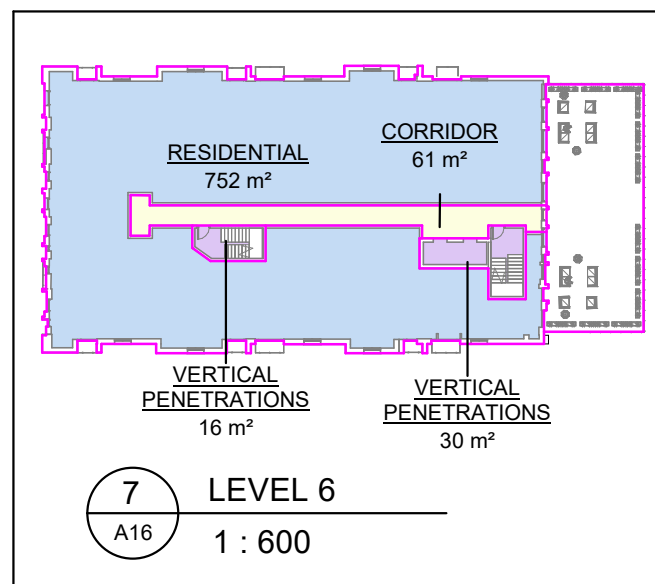 RESIDENTIAL
752 m²
CORRIDOR
61 m²
VERTICAL
PENETRATIONS
16 m²
VERTICAL
PENETRATIONS
30 m²
7
A16
LEVEL 6
1 : 600